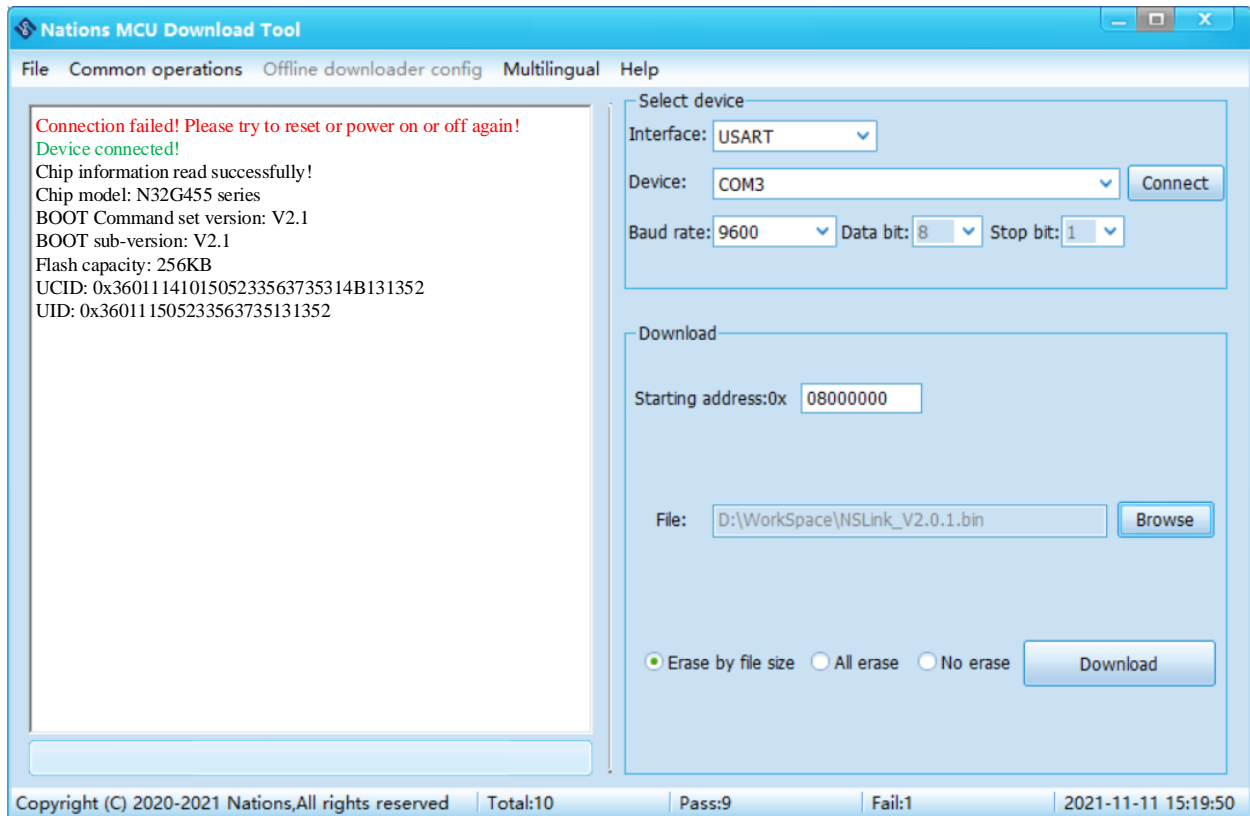 Nations MCU Download Tool
File Common operations Offline downloader config Multilingual Help
Connection failed! Please try to reset or power on or off again!
Device connected!
Chip information read successfully!
Chip model: N32G455 series
BOOT Command set version: V2.1
BOOT sub-version: V2.1
Flash capacity: 256KB
UCID: 0x3601114101505233563735314B131352
UID: 0x360111505233563735131352
Select device
Interface: USART
Device: COM3 Connect
Baud rate: 9600 Data bit: 8 Stop bit: 1
Download
Starting address:0x 08000000
File: D:\WorkSpace\NSLink_V2.0.1.bin Browse
Erase by file size All erase No erase Download
Copyright (C) 2020-2021 Nations,All rights reserved Total:10 Pass:9 Fail:1 2021-11-11 15:19:50